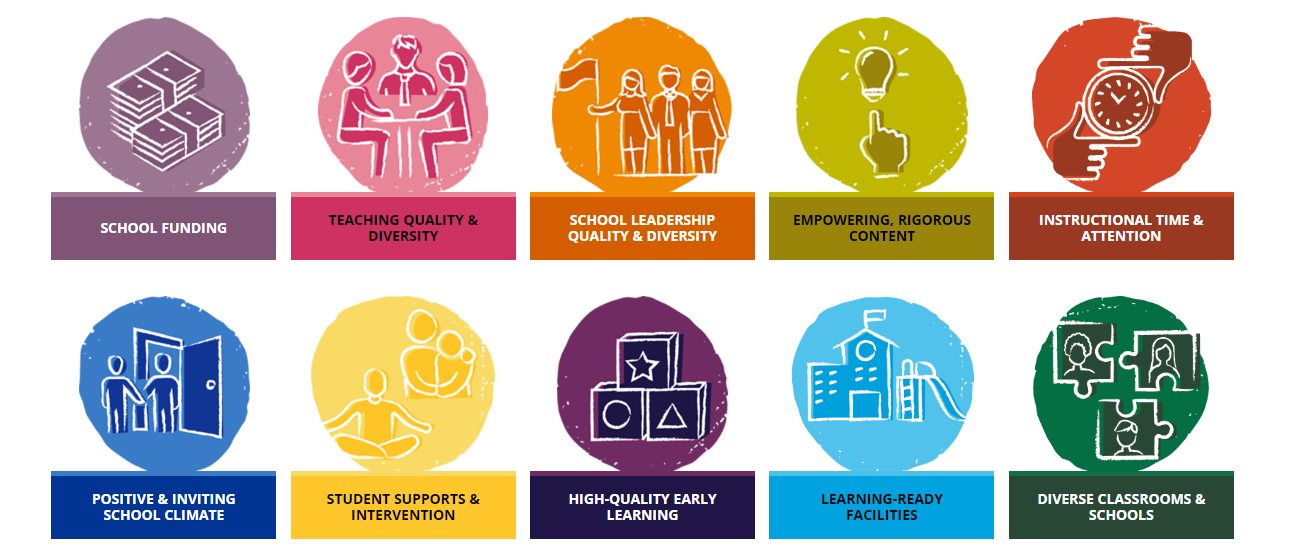 SCHOOL FUNDING
TEACHING QUALITY &
DIVERSITY
SCHOOL LEADERSHIP
QUALITY & DIVERSITY
EMPOWERING, RIGOROUS
CONTENT
INSTRUCTIONAL TIME &
ATTENTION
POSITIVE & INVITING
SCHOOL CLIMATE
STUDENT SUPPORTS &
INTERVENTION
HIGH-QUALITY EARLY
LEARNING
LEARNING-READY
FACILITIES
DIVERSE CLASSROOMS &
SCHOOLS